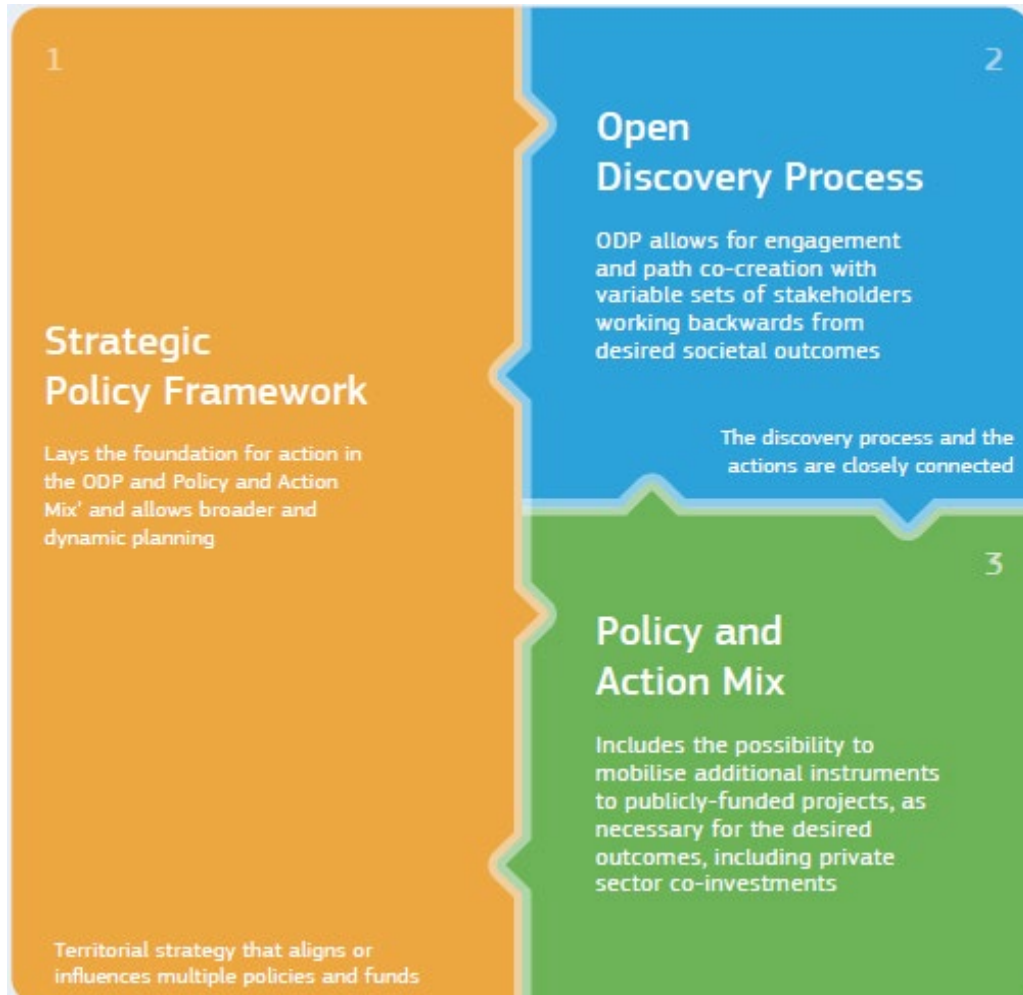 1
Strategic
Policy Framework
Lays the foundation for action in
the ODP and Policy and Action
Mix' and allows broader and
dynamic planning
Territorial strategy that aligns or
influences multiple policies and funds
2
Open
Discovery Process
ODP allows for engagement
and path co-creation with
variable sets of stakeholders
working backwards from
desired societal outcomes
The discovery process and the
actions are closely connected
3
Policy and
Action Mix
Includes the possibility to
mobilise additional instruments
to publicly-funded projects, as
necessary for the desired
outcomes, including private
sector co-investments